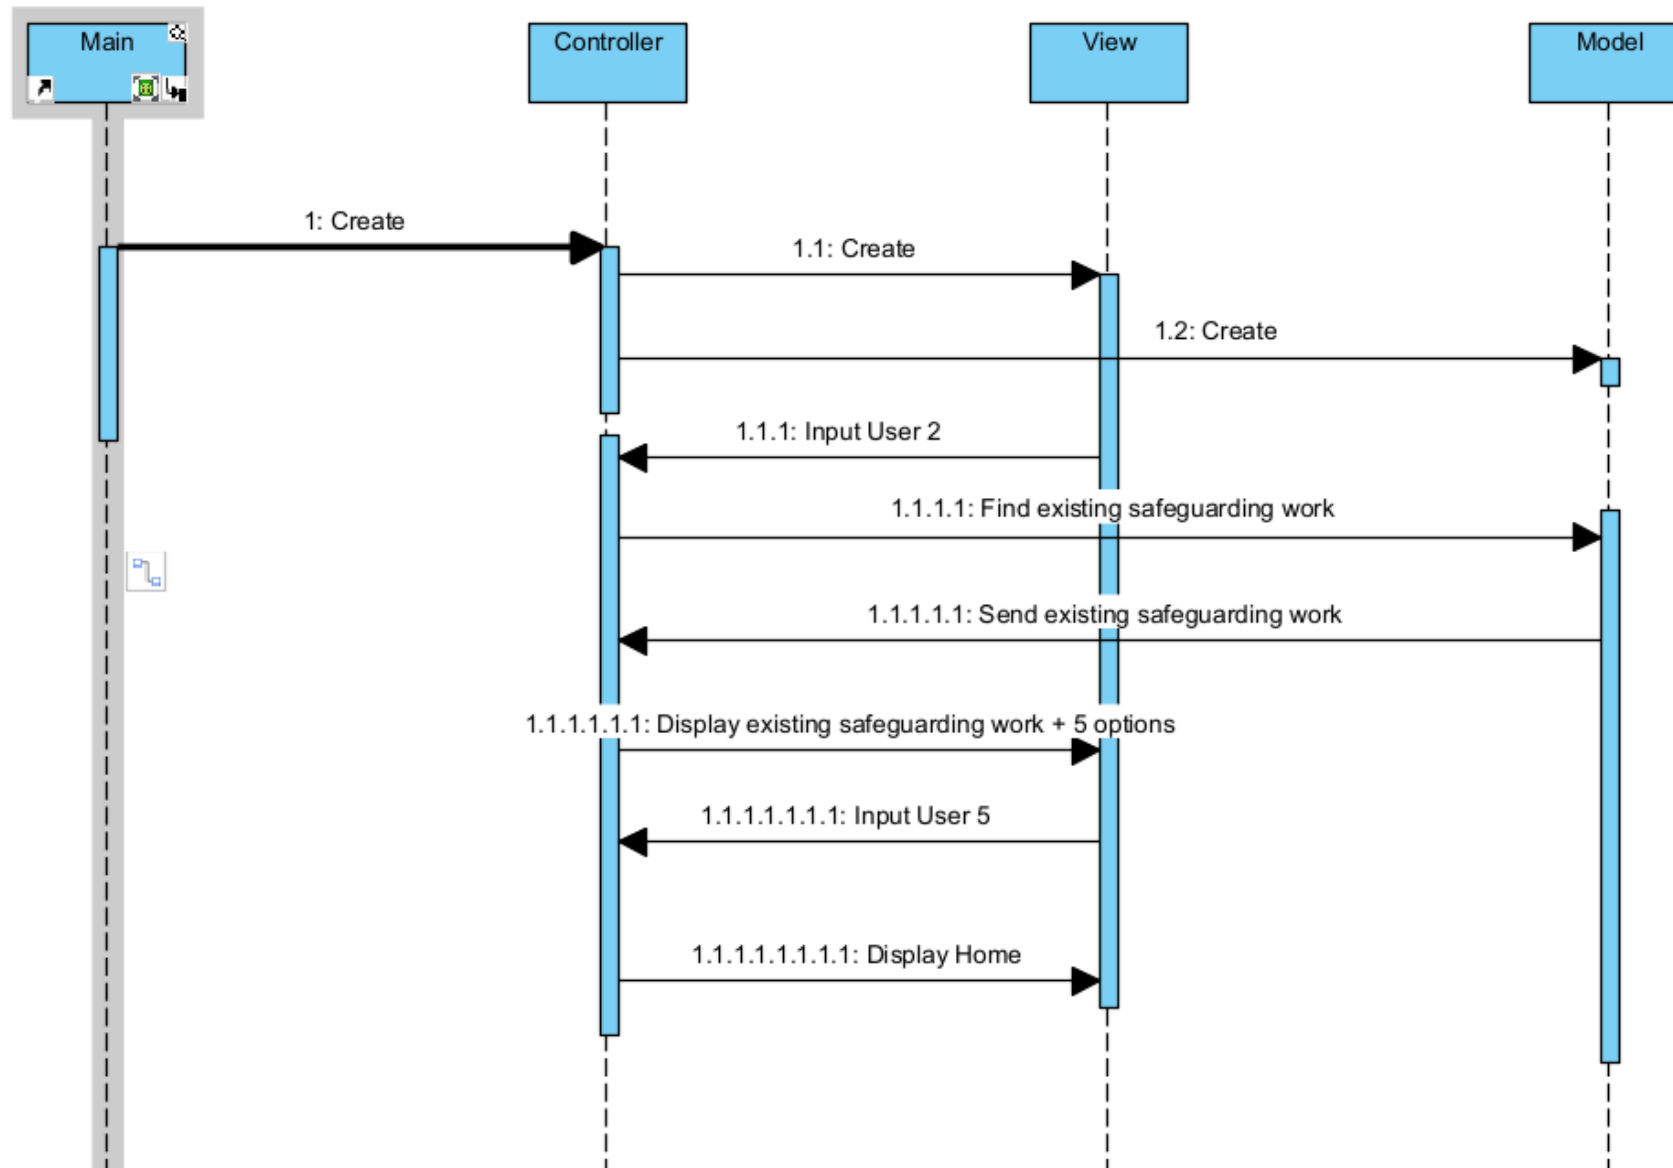 Main
Controller
View
Model
1: Create
1.1: Create
1.2: Create
1.1.1: Input User 2
1.1.1.1: Find existing safeguarding work
1.1.1.1.1: Send existing safeguarding work
1.1.1.1.1.1: Display existing safeguarding work + 5 options
1.1.1.1.1.1.1: Input User 5
1.1.1.1.1.1.1.1: Display Home